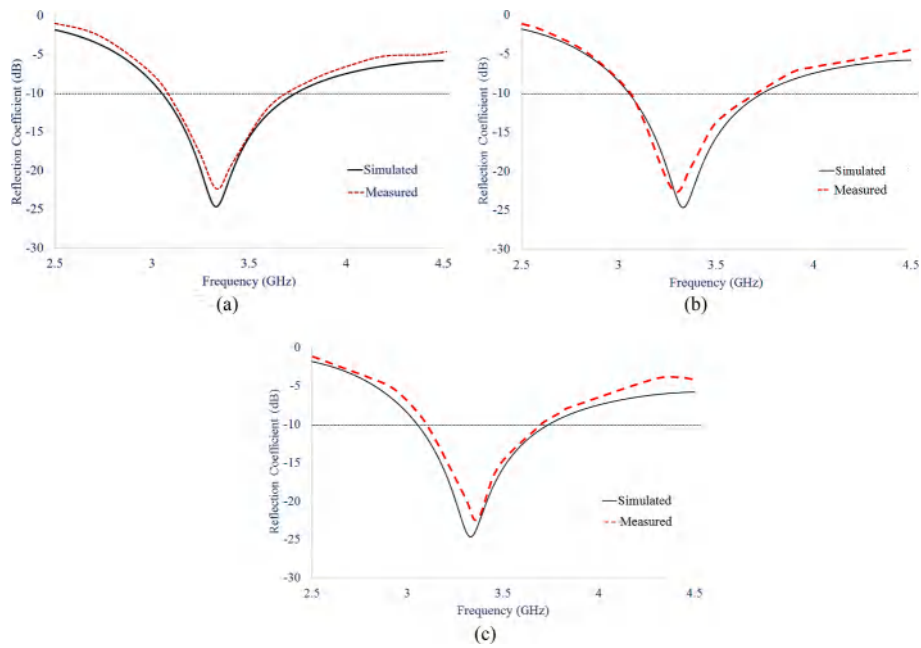 0
-5
-10
-15
-20
-25
-30
Reflection Coefficient (dB)
Simulated
Measured
2.5 3 3.5 4 4.5
Frequency (GHz)
(a)
0
-5
-10
-15
-20
-25
-30
Reflection Coefficient (dB)
Simulated
Measured
2.5 3 3.5 4 4.5
Frequency (GHz)
(b)
0
-5
-10
-15
-20
-25
-30
Reflection Coefficient (dB)
Simulated
Measured
2.5 3 3.5 4 4.5
Frequency (GHz)
(c)